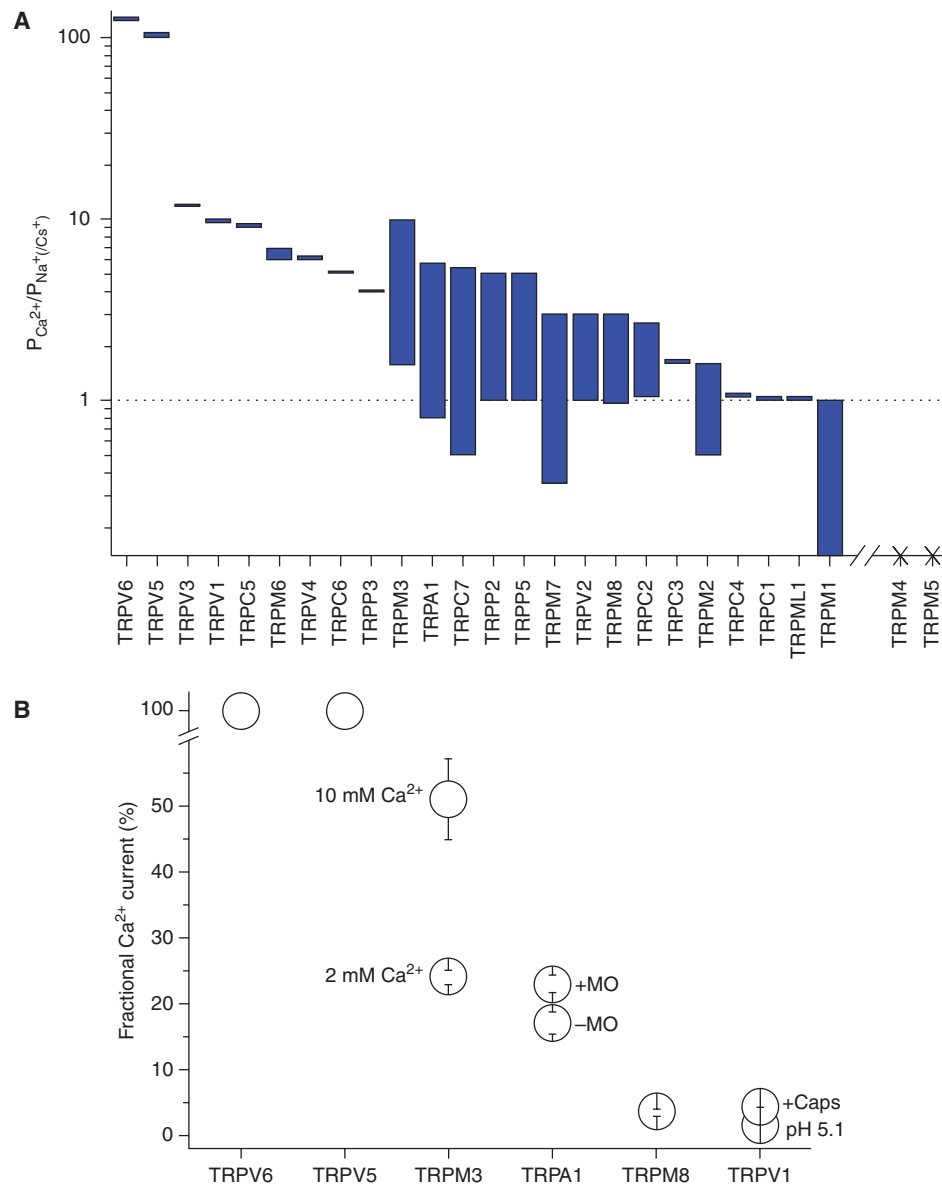 A
100
10
1
P_Ca²⁺/P_Na⁺(/Cs⁺)
TRPV6
TRPV5
TRPV3
TRPV1
TRPC5
TRPM6
TRPV4
TRPC6
TRPP3
TRPM3
TRPA1
TRPC7
TRPP2
TRPP5
TRPM7
TRPV2
TRPM8
TRPC2
TRPC3
TRPM2
TRPC4
TRPC1
TRPML1
TRPM1
TRPM4
TRPM5
B
100
50
40
30
20
10
0
Fractional Ca²⁺ current (%)
10 mM Ca²⁺
2 mM Ca²⁺
+MO
–MO
+Caps
pH 5.1
TRPV6 TRPV5 TRPM3 TRPA1 TRPM8 TRPV1